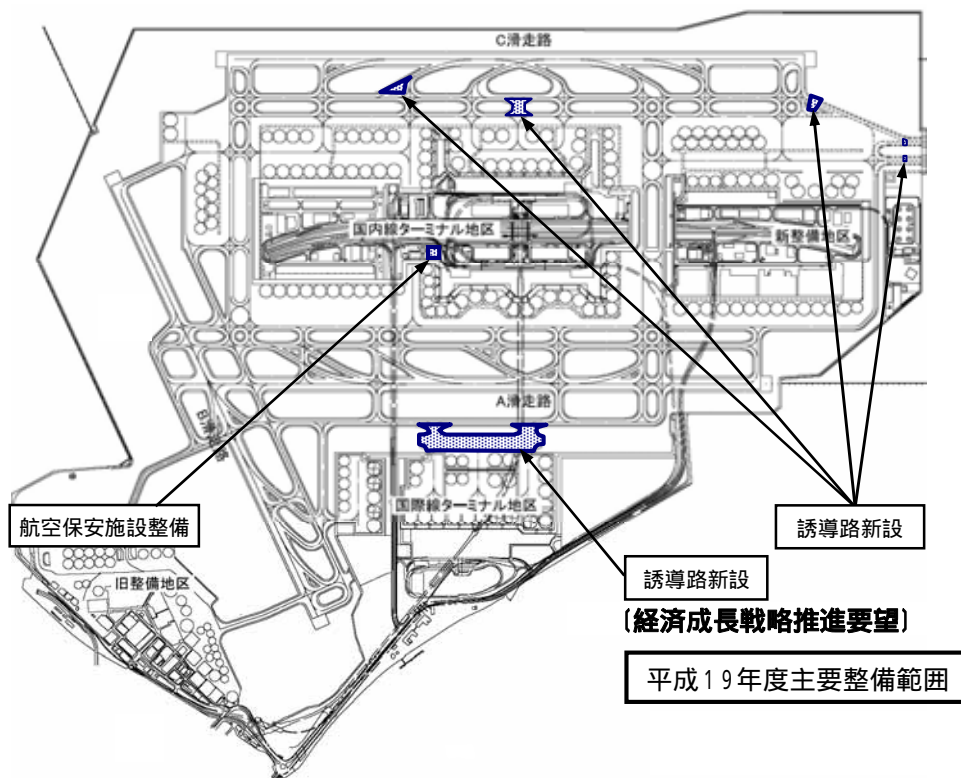 C滑走路
国内線ターミナル地区
新整備地区
A滑走路
B滑走路
国際線ターミナル地区
航空保安施設整備
誘導路新設
旧整備地区
誘導路新設
〔経済成長戦略推進要望〕
平成19年度主要整備範囲